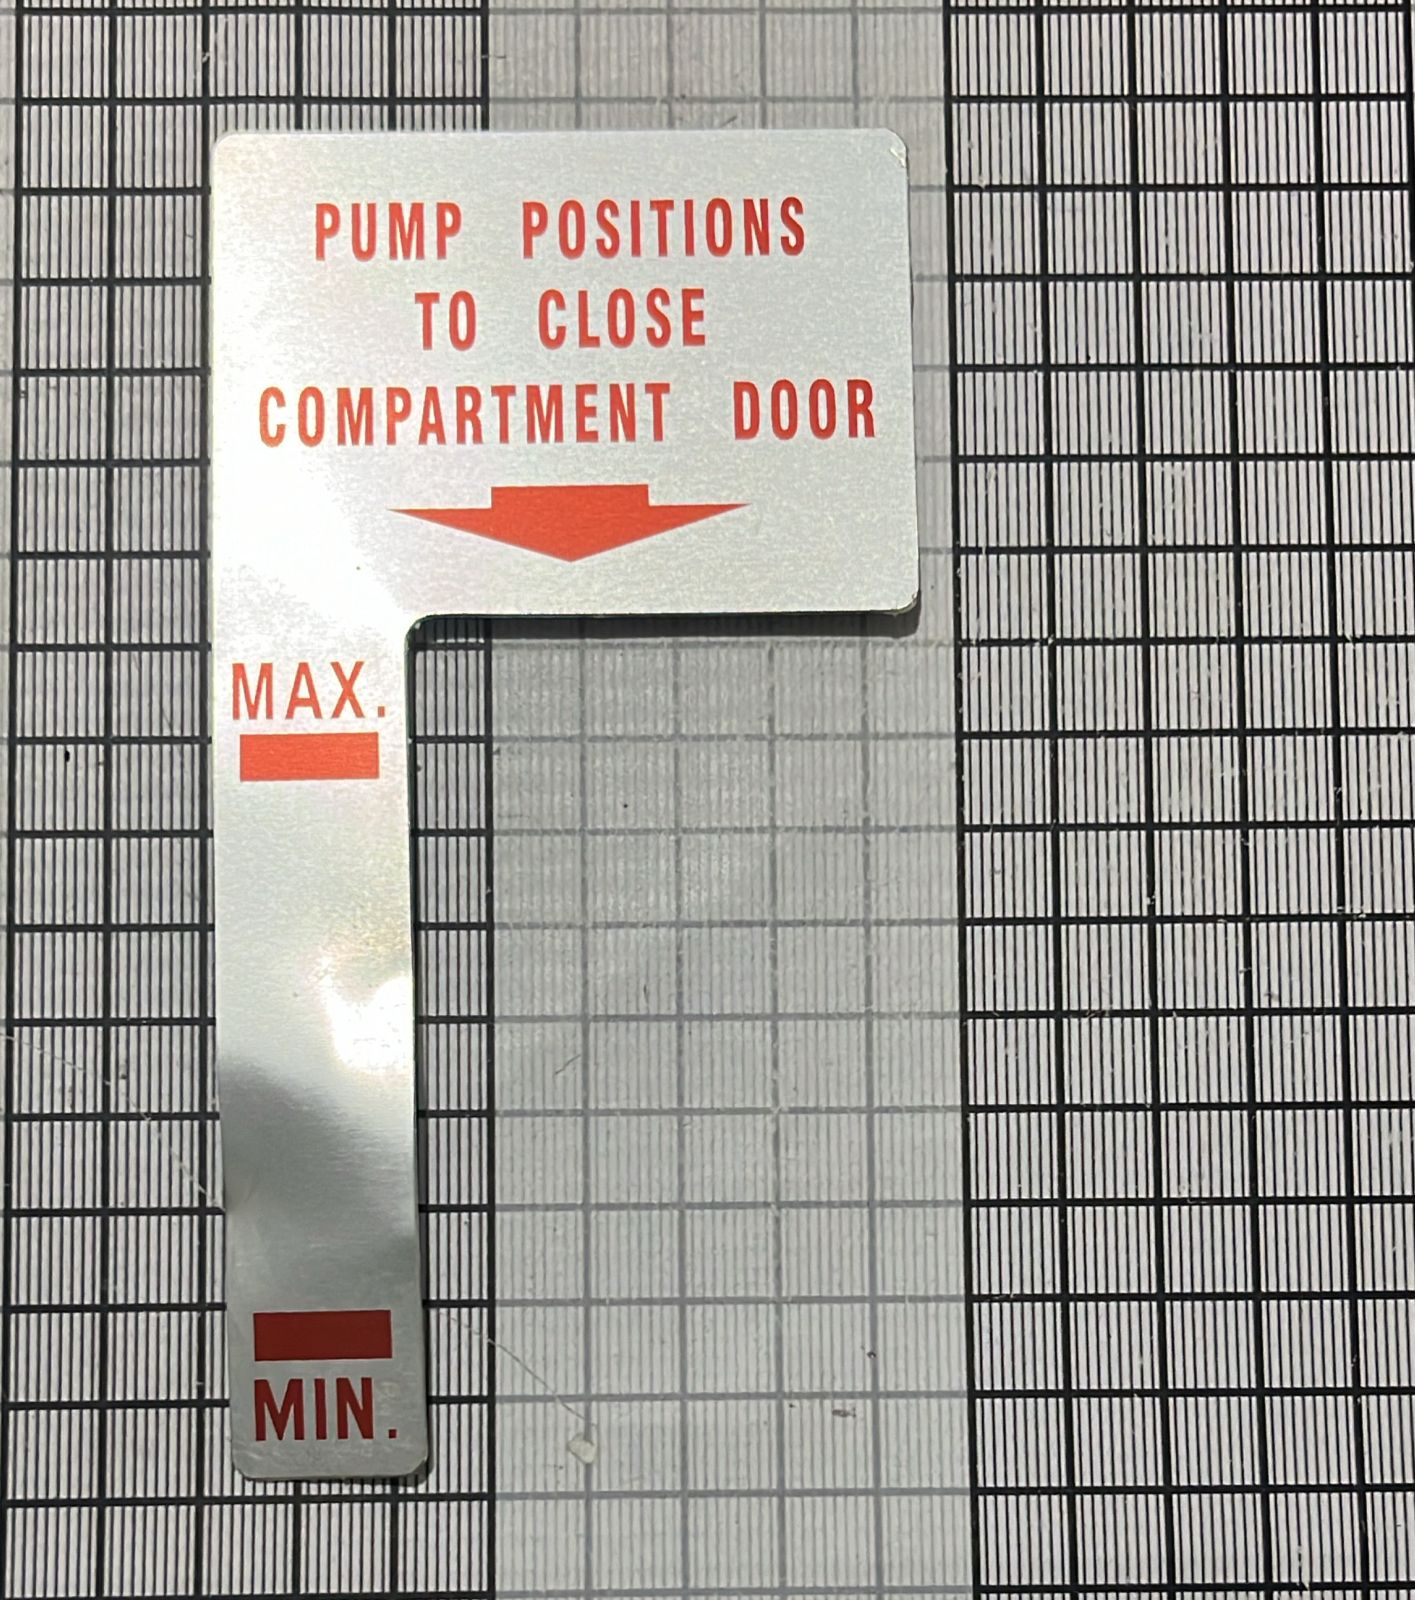 PUMP POSITIONS
TO CLOSE
COMPARTMENT DOOR
MAX.
MIN.